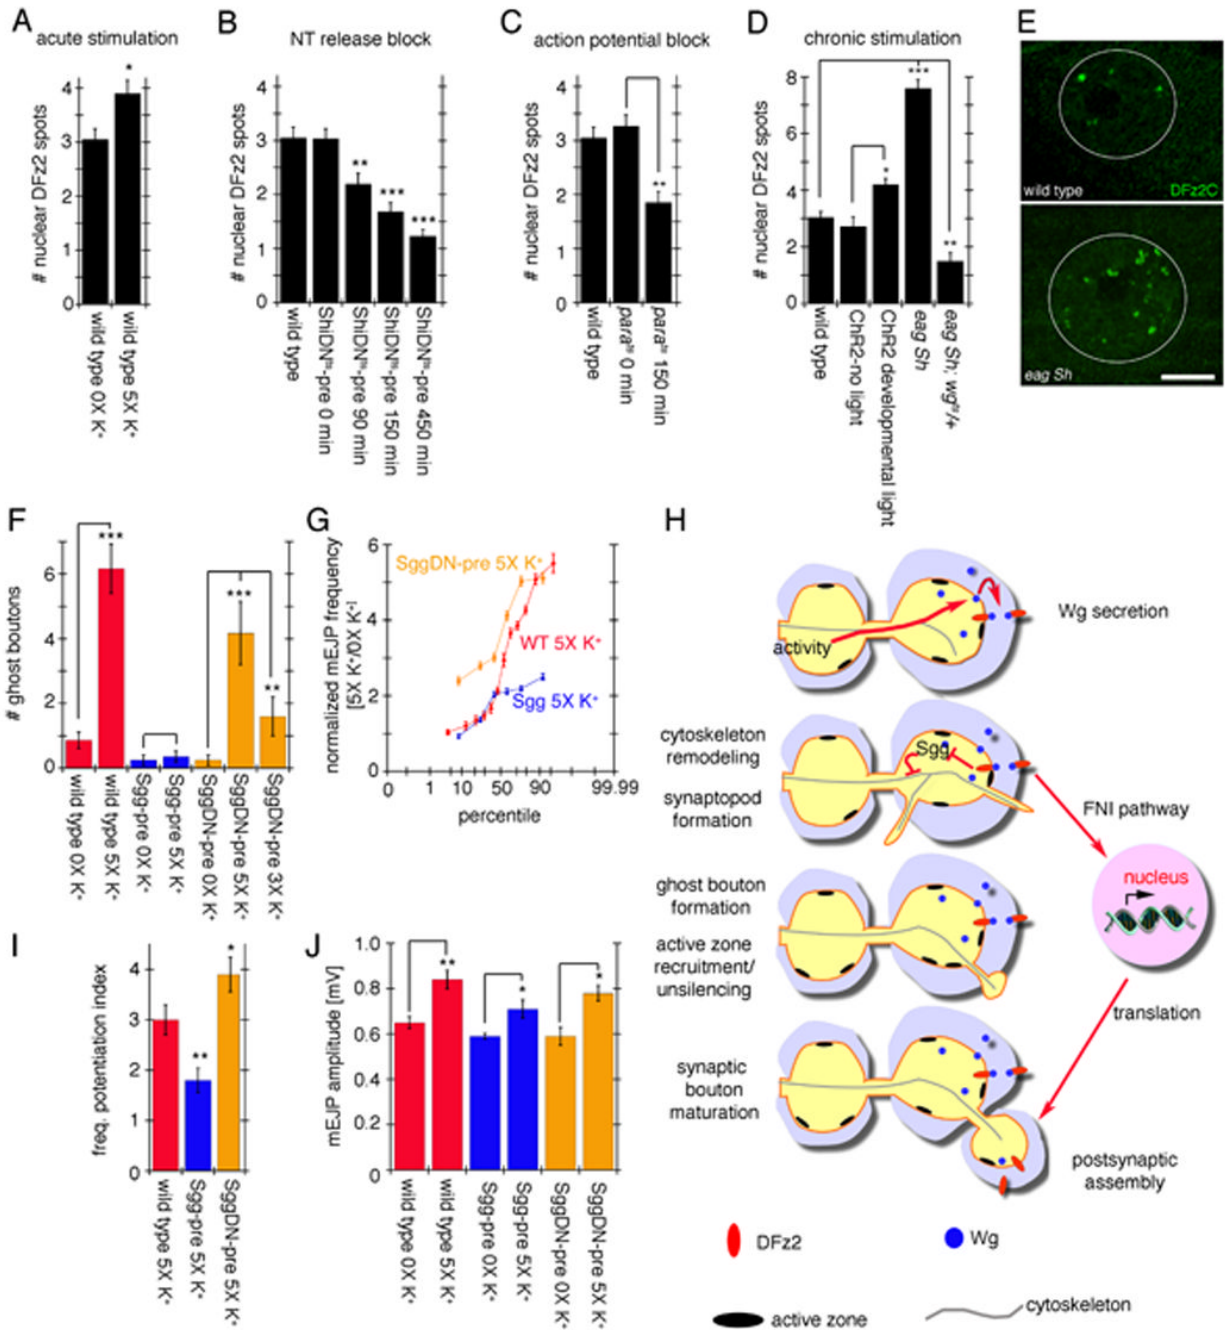 A
acute stimulation
# nuclear DFz2 spots
4
3
2
1
0
*
wild type 0X K⁺
wild type 5X K⁺
B
NT release block
# nuclear DFz2 spots
4
3
2
1
0
**
***
***
wild type
ShiDNᵗˢ-pre 0 min
ShiDNᵗˢ-pre 90 min
ShiDNᵗˢ-pre 150 min
ShiDNᵗˢ-pre 450 min
C
action potential block
# nuclear DFz2 spots
4
3
2
1
0
**
wild type
paraᵗˢ 0 min
paraᵗˢ 150 min
D
chronic stimulation
# nuclear DFz2 spots
8
6
4
2
0
*
***
**
wild type
ChR2-no light
ChR2 developmental light
eag Sh
eag Sh; wgᵗˢ/+
E
wild type
DFz2C
eag Sh
F
# ghost boutons
6
4
2
0
***
***
**
wild type 0X K⁺
wild type 5X K⁺
Sgg-pre 0X K⁺
Sgg-pre 5X K⁺
SggDN-pre 0X K⁺
SggDN-pre 5X K⁺
SggDN-pre 3X K⁺
G
normalized mEJP frequency
[5X K⁺/0X K⁺]
6
4
2
0
SggDN-pre 5X K⁺
WT 5X K⁺
Sgg 5X K⁺
0
1
10
50
90
99.99
percentile
H
activity
Wg secretion
cytoskeleton
remodeling
synaptopod
formation
Sgg
FNI pathway
nucleus
ghost bouton
formation
active zone
recruitment/
unsilencing
translation
synaptic
bouton
maturation
postsynaptic
assembly
DFz2
Wg
active zone
cytoskeleton
I
freq. potentiation index
4
3
2
1
0
**
*
wild type 5X K⁺
Sgg-pre 5X K⁺
SggDN-pre 5X K⁺
J
mEJP amplitude [mV]
1.0
0.8
0.6
0.4
0.2
0
**
*
*
wild type 0X K⁺
wild type 5X K⁺
Sgg-pre 0X K⁺
Sgg-pre 5X K⁺
SggDN-pre 0X K⁺
SggDN-pre 5X K⁺